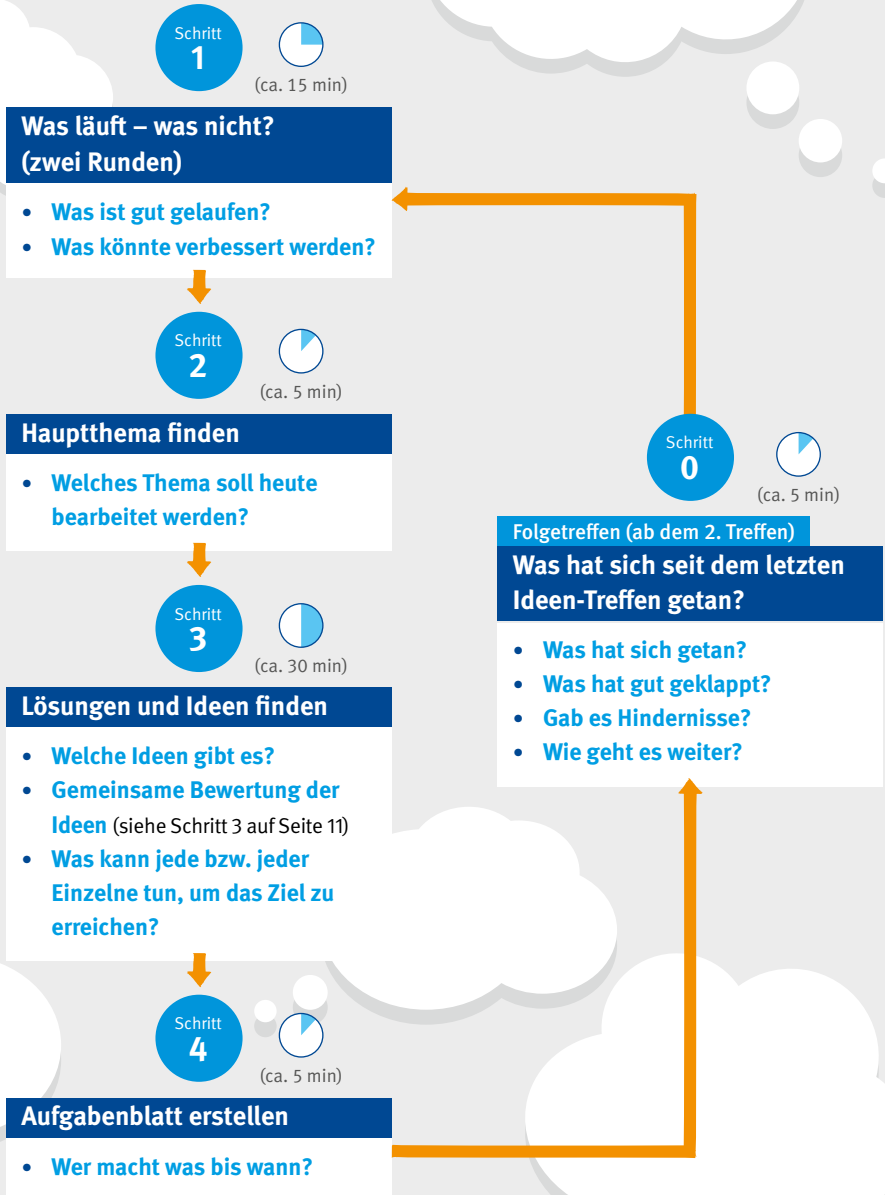 Schritt
1
(ca. 15 min)
Was läuft – was nicht?
(zwei Runden)
• Was ist gut gelaufen?
• Was könnte verbessert werden?
Schritt
2
(ca. 5 min)
Hauptthema finden
• Welches Thema soll heute
bearbeitet werden?
Schritt
3
(ca. 30 min)
Lösungen und Ideen finden
• Welche Ideen gibt es?
• Gemeinsame Bewertung der
Ideen (siehe Schritt 3 auf Seite 11)
• Was kann jede bzw. jeder
Einzelne tun, um das Ziel zu
erreichen?
Schritt
4
(ca. 5 min)
Aufgabenblatt erstellen
• Wer macht was bis wann?
Schritt
0
(ca. 5 min)
Folgetreffen (ab dem 2. Treffen)
Was hat sich seit dem letzten
Ideen-Treffen getan?
• Was hat sich getan?
• Was hat gut geklappt?
• Gab es Hindernisse?
• Wie geht es weiter?